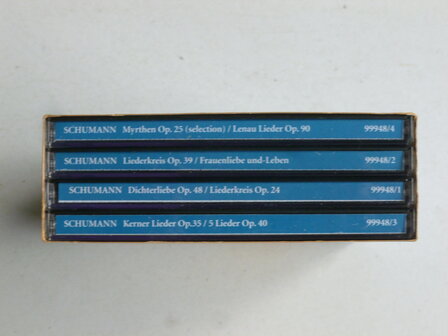 SCHUMANN Myrthen Op. 25 (selection) / Lenau Lieder Op. 90 99948/4
SCHUMANN Liederkreis Op. 39 / Frauenliebe und-Leben 99948/2
SCHUMANN Dichterliebe Op. 48 / Liederkreis Op. 24 99948/1
SCHUMANN Kerner Lieder Op.35 / 5 Lieder Op. 40 99948/3